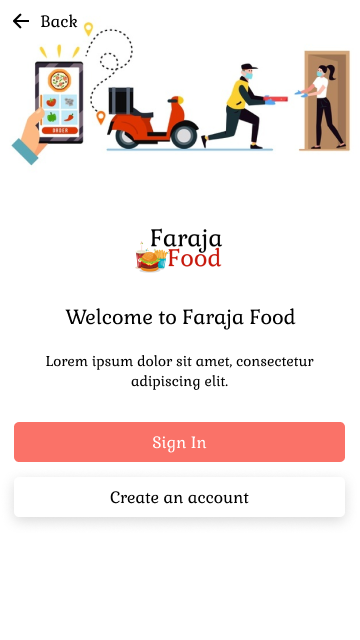 Back
ORDER
Faraja
Food
Welcome to Faraja Food
Lorem ipsum dolor sit amet, consectetur
adipiscing elit.
Sign In
Create an account